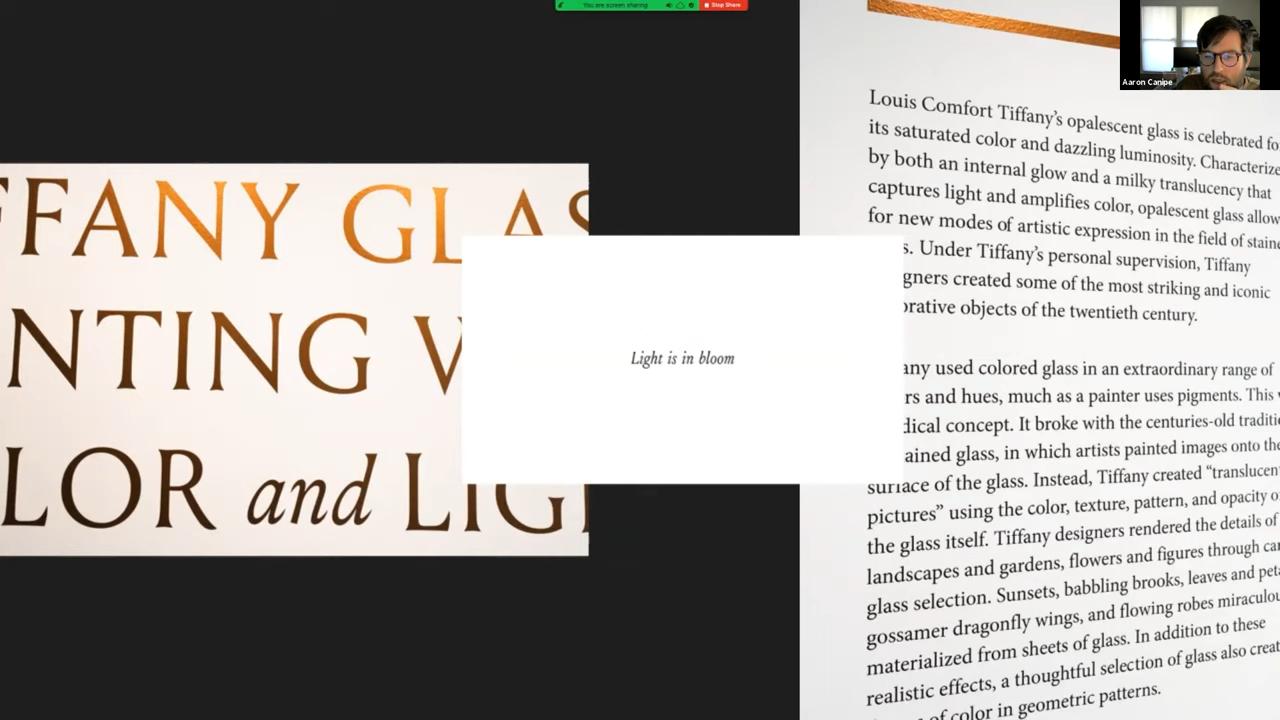 You are screen sharing
Stop Share
Aaron Canipe
FFANY GLAS
NTING
LOR and LIGH
Light is in bloom
Louis Comfort Tiffany's opalescent glass is celebrated fo
its saturated color and dazzling luminosity. Characterize
by both an internal glow and a milky translucency that
captures light and amplifies color, opalescent glass allow
for new modes of artistic expression in the field of staine
s. Under Tiffany's personal supervision, Tiffany
gners created some of the most striking and iconic
orative objects of the twentieth century.
any used colored glass in an extraordinary range of
rs and hues, much as a painter uses pigments. This
dical concept. It broke with the centuries-old traditi
ained glass, in which artists painted images onto the
surface of the glass. Instead, Tiffany created “translucen
pictures” using the color, texture, pattern, and opacity o
the glass itself. Tiffany designers rendered the details of
landscapes and gardens, flowers and figures through ca
glass selection. Sunsets, babbling brooks, leaves and pet
gossamer dragonfly wings, and flowing robes miraculou
materialized from sheets of glass. In addition to these
realistic effects, a thoughtful selection of glass also creat
of color in geometric patterns.